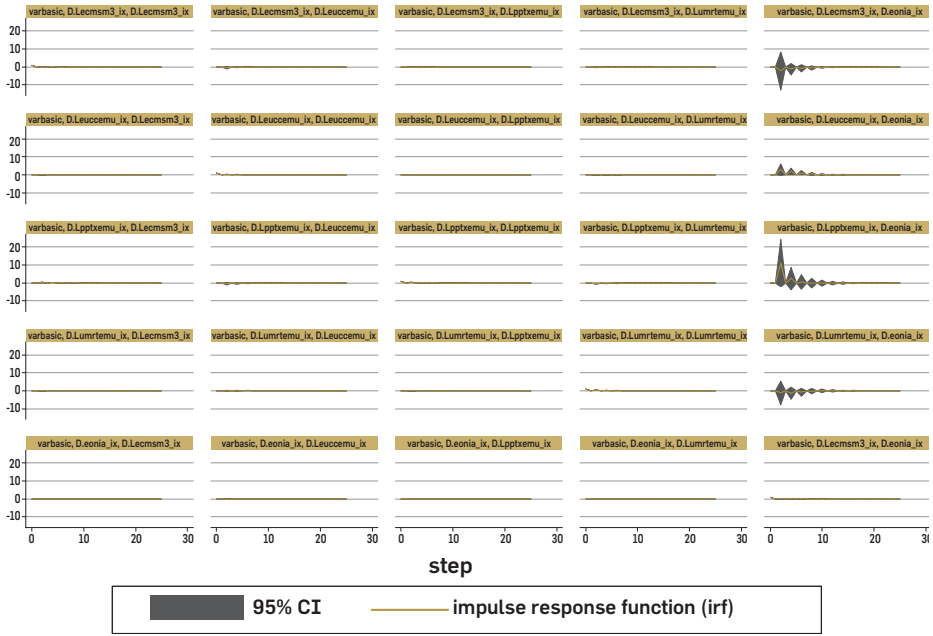 varbasic, D.Lecmsm3_ix, D.Lecmsm3_ix varbasic, D.Lecmsm3_ix, D.Leuccemu_ix varbasic, D.Lecmsm3_ix, D.Lpptxemu_ix varbasic, D.Lecmsm3_ix, D.Lumrtemu_ix varbasic, D.Lecmsm3_ix, D.eonia_ix
20
10
0
-10
varbasic, D.Leuccemu_ix, D.Lecmsm3_ix varbasic, D.Leuccemu_ix, D.Leuccemu_ix varbasic, D.Leuccemu_ix, D.Lpptxemu_ix varbasic, D.Leuccemu_ix, D.Lumrtemu_ix varbasic, D.Leuccemu_ix, D.eonia_ix
20
10
0
-10
varbasic, D.Lpptxemu_ix, D.Lecmsm3_ix varbasic, D.Lpptxemu_ix, D.Leuccemu_ix varbasic, D.Lpptxemu_ix, D.Lpptxemu_ix varbasic, D.Lpptxemu_ix, D.Lumrtemu_ix varbasic, D.Lpptxemu_ix, D.eonia_ix
20
10
0
-10
varbasic, D.Lumrtemu_ix, D.Lecmsm3_ix varbasic, D.Lumrtemu_ix, D.Leuccemu_ix varbasic, D.Lumrtemu_ix, D.Lpptxemu_ix varbasic, D.Lumrtemu_ix, D.Lumrtemu_ix varbasic, D.Lumrtemu_ix, D.eonia_ix
20
10
0
-10
varbasic, D.eonia_ix, D.Lecmsm3_ix varbasic, D.eonia_ix, D.Leuccemu_ix varbasic, D.eonia_ix, D.Lpptxemu_ix varbasic, D.eonia_ix, D.Lumrtemu_ix varbasic, D.Lecmsm3_ix, D.eonia_ix
20
10
0
-10
0 10 20 30 0 10 20 30 0 10 20 30 0 10 20 30 0 10 20 30
step
95% CI impulse response function (irf)